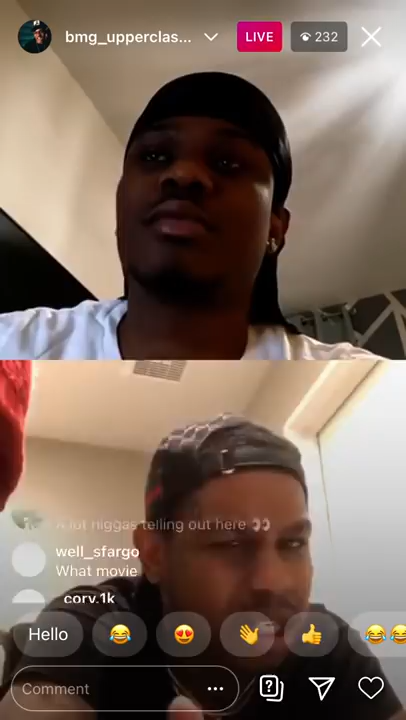 bmg_upperclas...
LIVE
232
A lot niggas telling out here 👀
well_sfargo
What movie
cory.1k
Hello
Comment